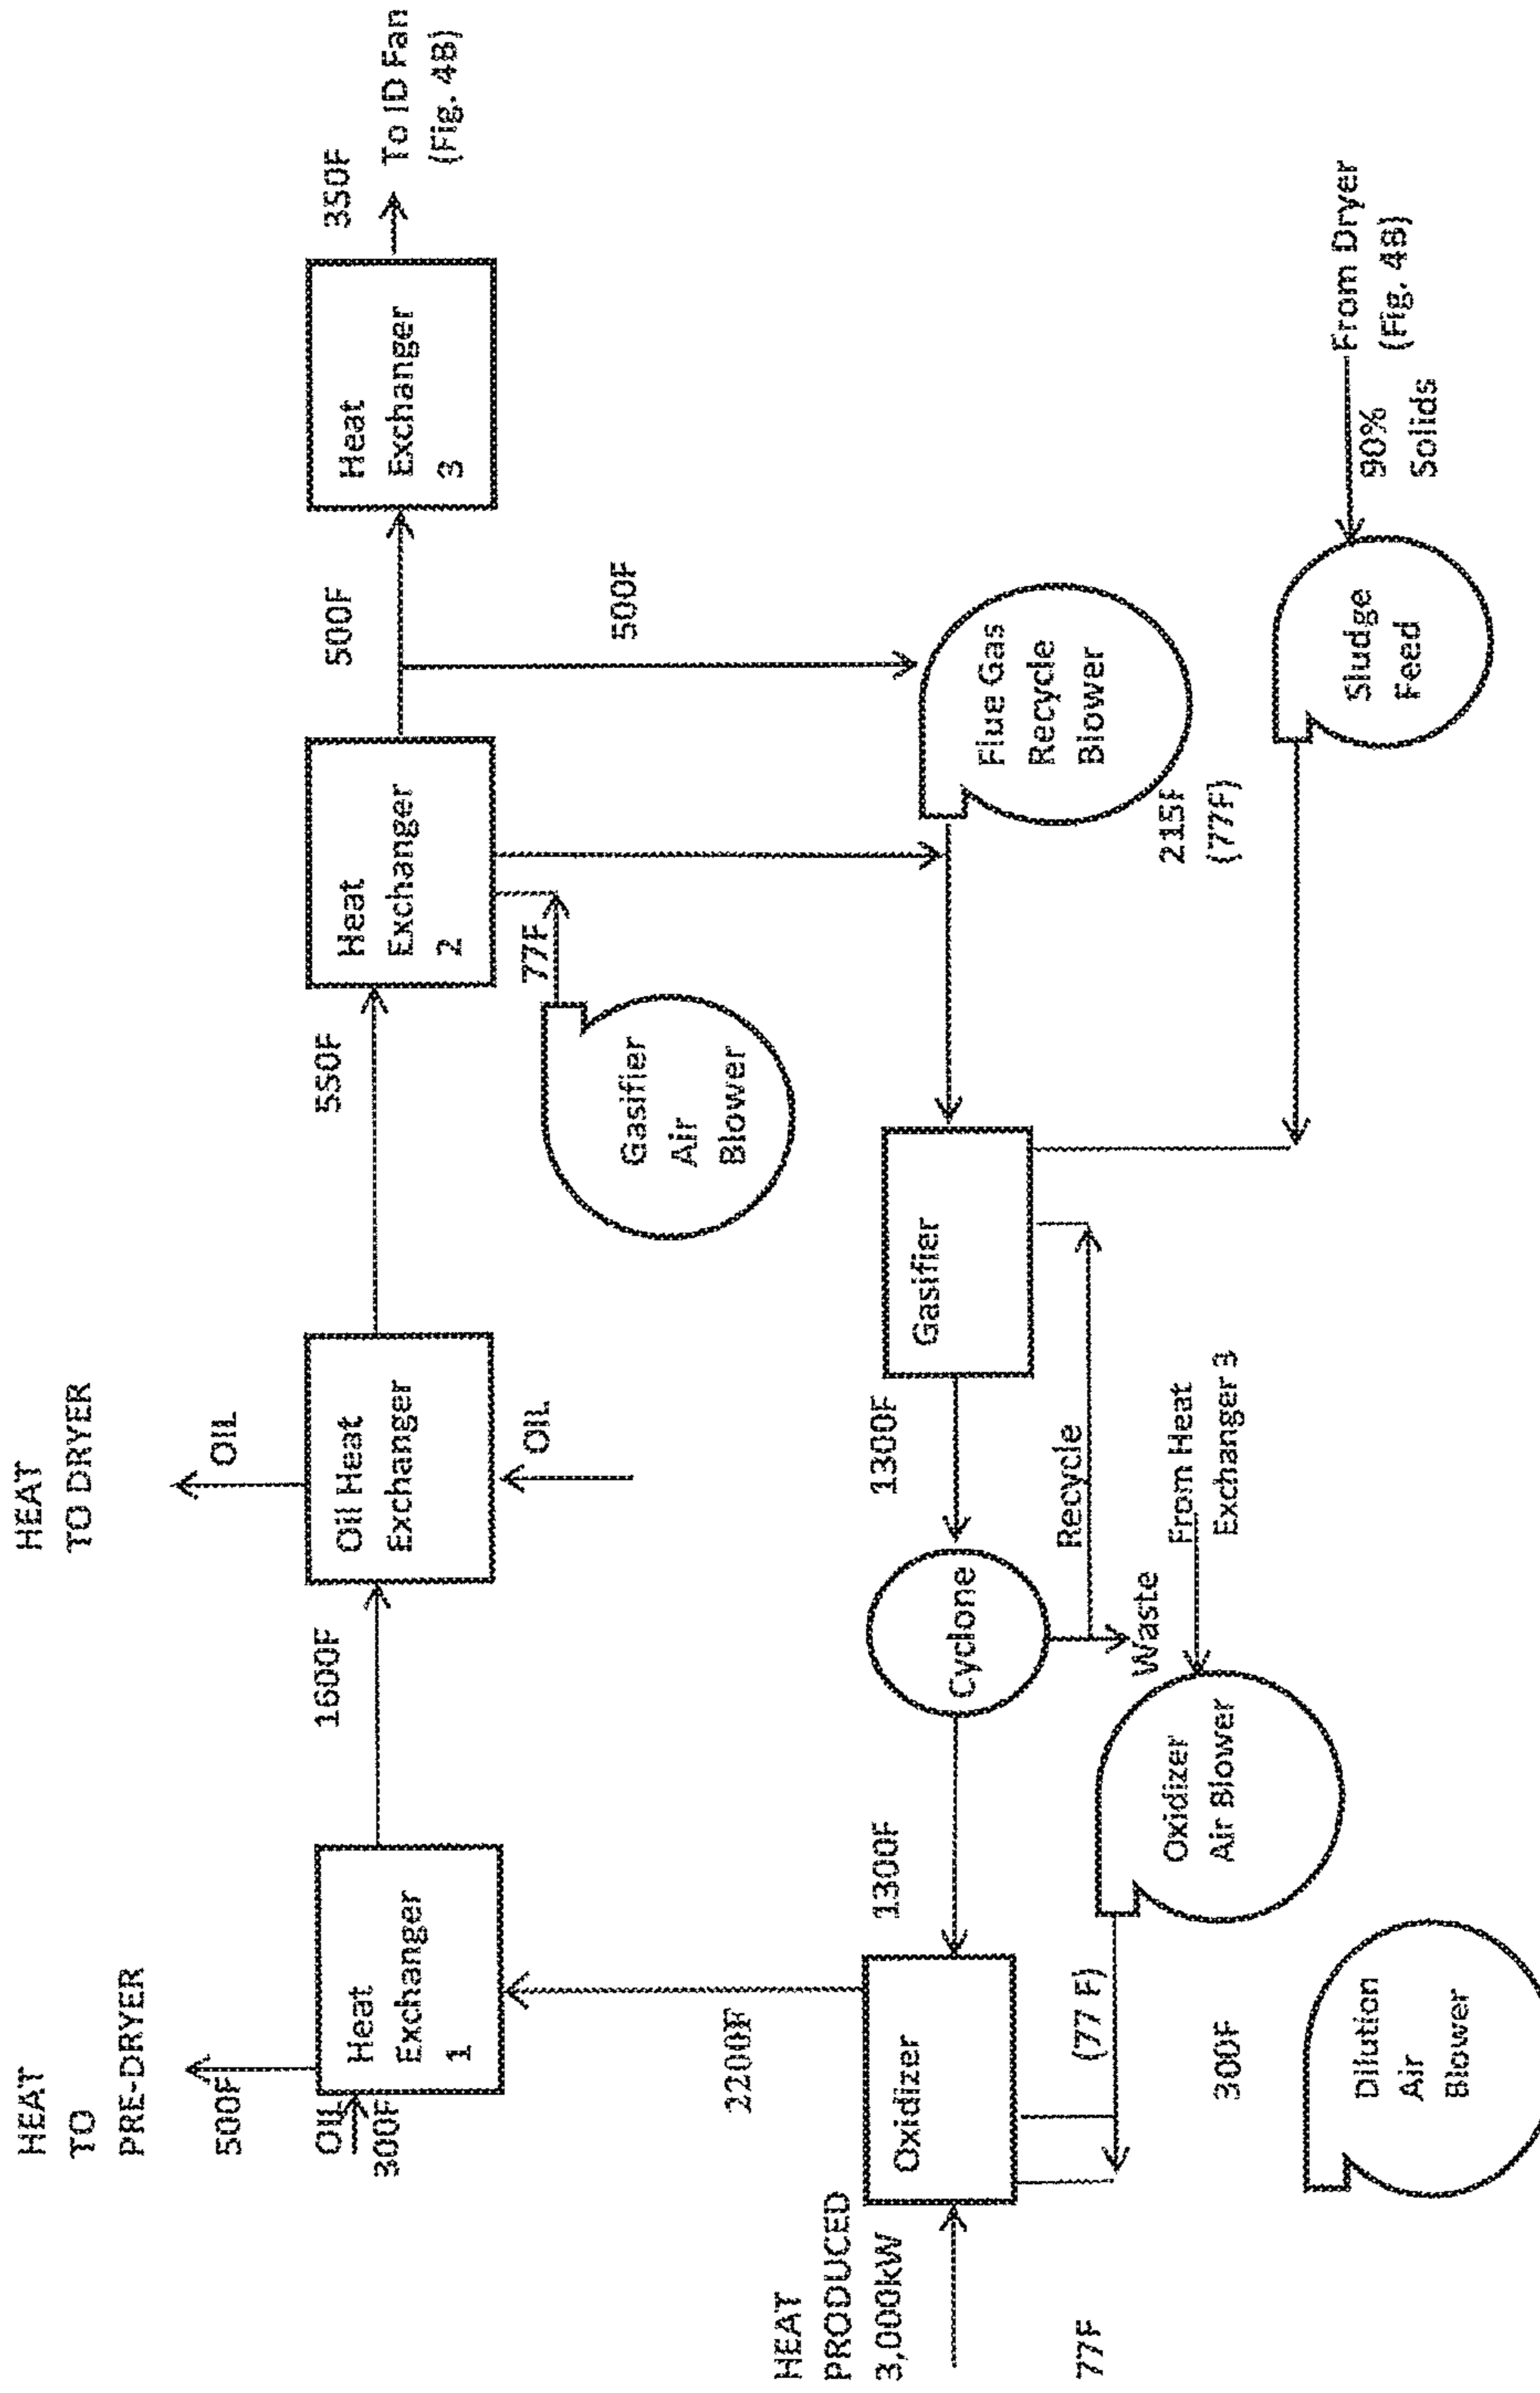 HEAT
TO
PRE-DRYER
500F
OIL
300F
Heat
Exchanger
1
1600F
HEAT
TO DRYER
OIL
Oil Heat
Exchanger
OIL
550F
Heat
Exchanger
2
77F
Gasifier
Air
Blower
500F
500F
Heat
Exchanger
3
350F
To ID Fan
(Fig. 4B)
HEAT
PRODUCED
3,000kW
77F
2200F
Oxidizer
1300F
Cyclone
1300F
Gasifier
Flue Gas
Recycle
Blower
215F
(77F)
Recycle
Waste
From Heat
Exchanger 3
(77 F)
Oxidizer
Air Blower
300F
Dilution
Air
Blower
Sludge
Feed
90%
Solids
From Dryer
(Fig. 4B)